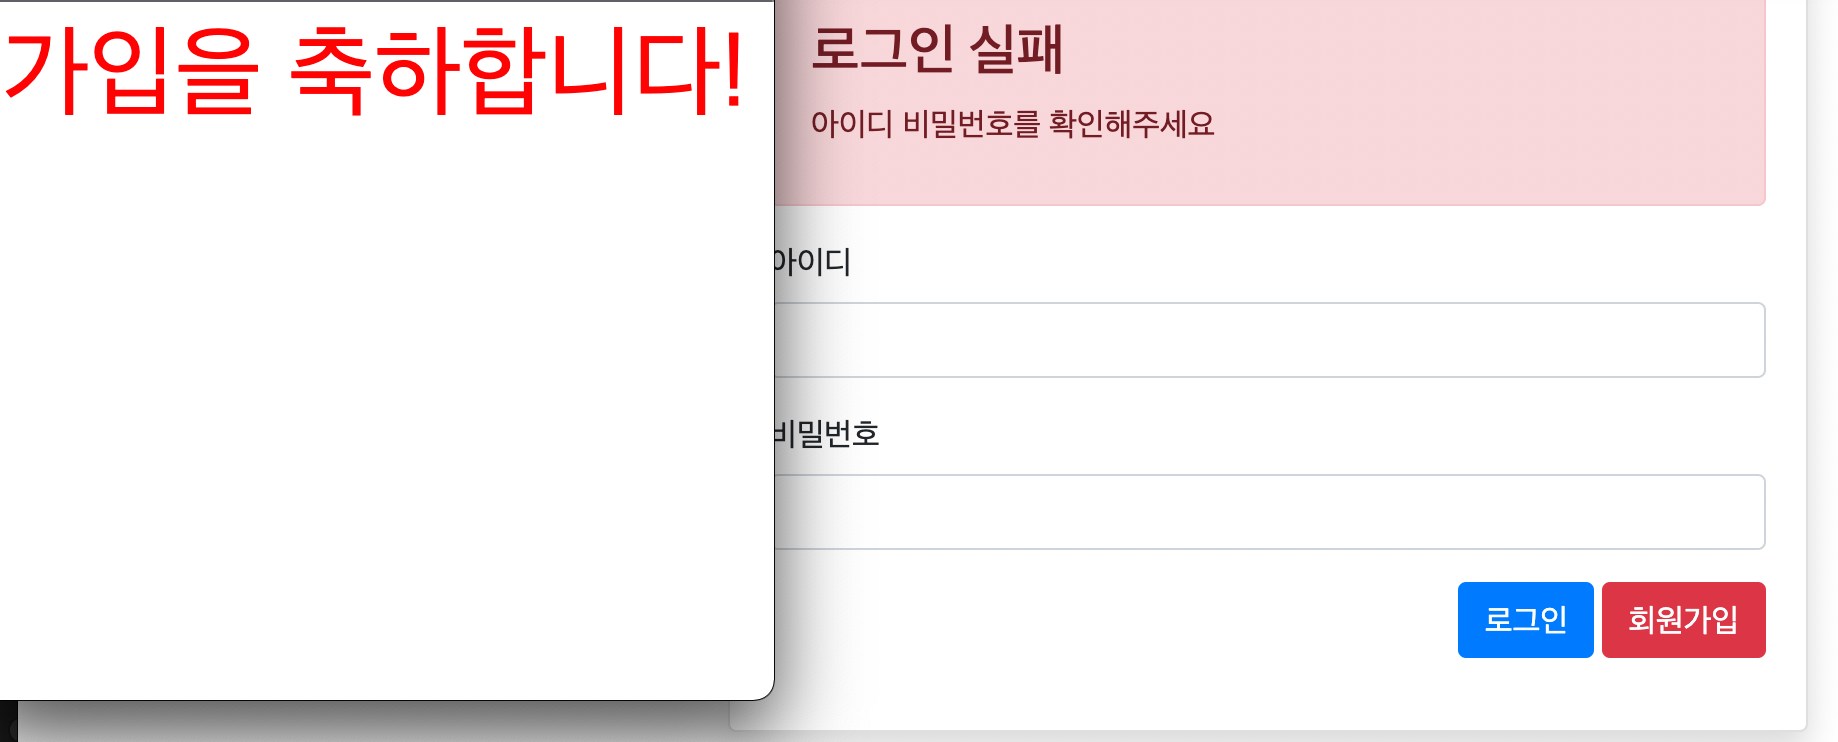 가입을 축하합니다!
로그인 실패
아이디 비밀번호를 확인해주세요
아이디
비밀번호
로그인
회원가입